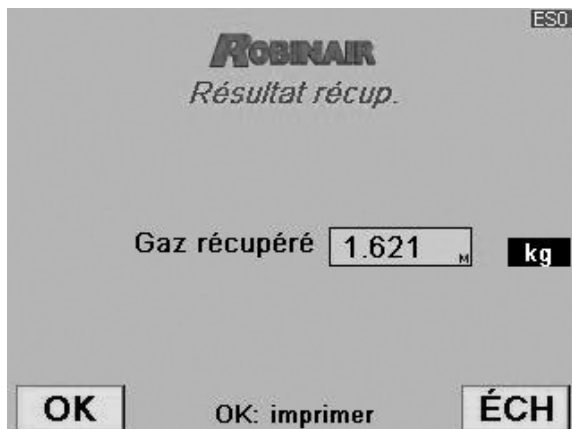 ES0
ROBINAIR
Résultat récup.
Gaz récupéré 1.621 M kg
OK OK: imprimer ÉCH